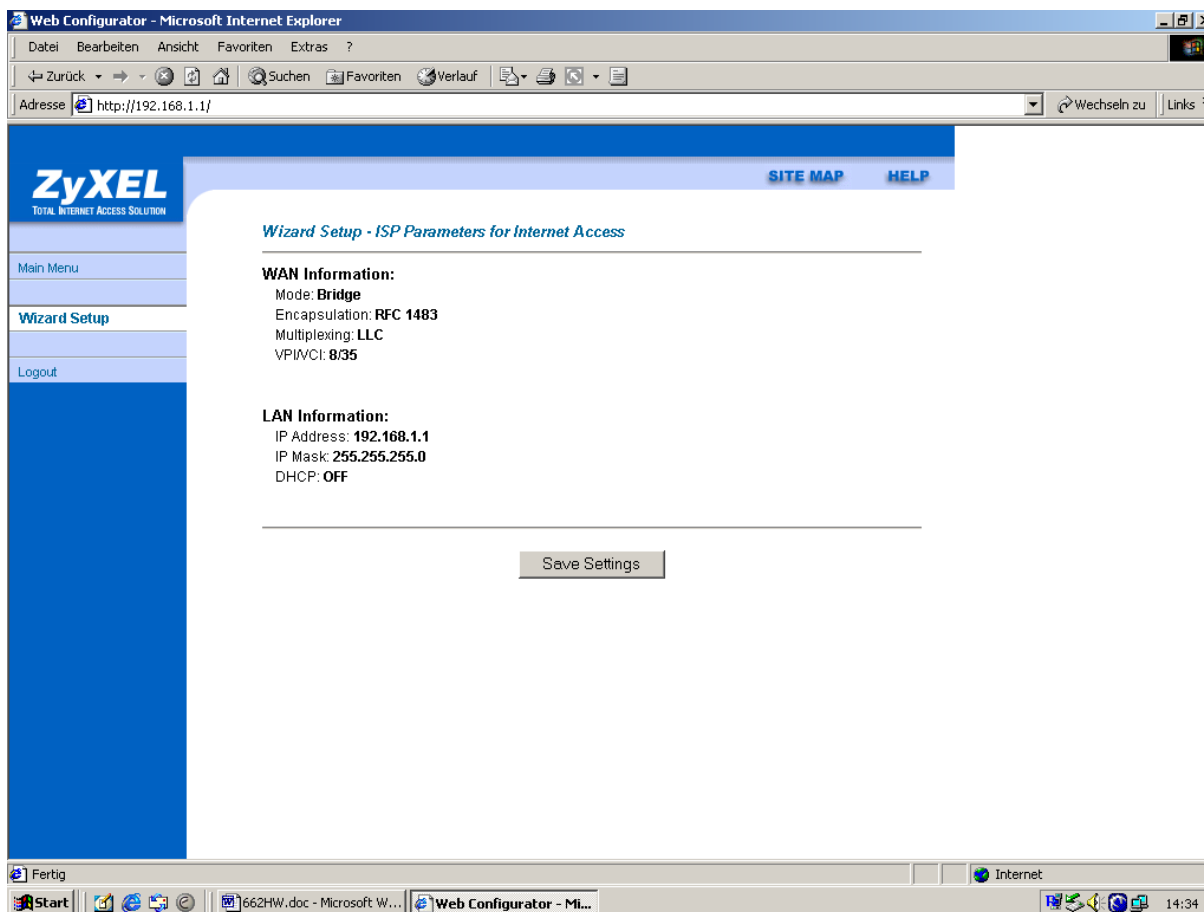 Web Configurator - Microsoft Internet Explorer
Datei Bearbeiten Ansicht Favoriten Extras ?
Zurück Suchen Favoriten Verlauf
Adresse http://192.168.1.1/ Wechseln zu Links
ZyXEL
TOTAL INTERNET ACCESS SOLUTION
SITE MAP HELP
Main Menu
Wizard Setup
Logout
Wizard Setup - ISP Parameters for Internet Access
WAN Information:
Mode: Bridge
Encapsulation: RFC 1483
Multiplexing: LLC
VPI/VCI: 8/35
LAN Information:
IP Address: 192.168.1.1
IP Mask: 255.255.255.0
DHCP: OFF
Save Settings
Fertig Internet
Start 662HW.doc - Microsoft W... Web Configurator - Mi... 14:34